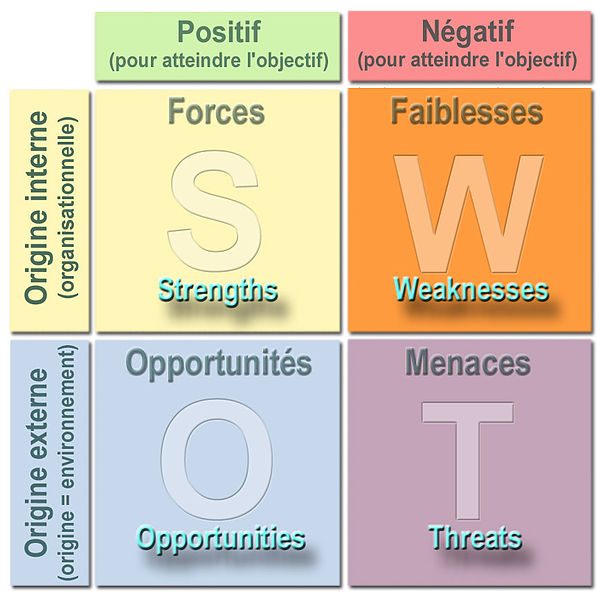 Positif
(pour atteindre l'objectif)
Négatif
(pour atteindre l'objectif)
Origine interne
(organisationnelle)
Forces
S
Strengths
Faiblesses
W
Weaknesses
Origine externe
(origine = environnement)
Opportunités
O
Opportunities
Menaces
T
Threats